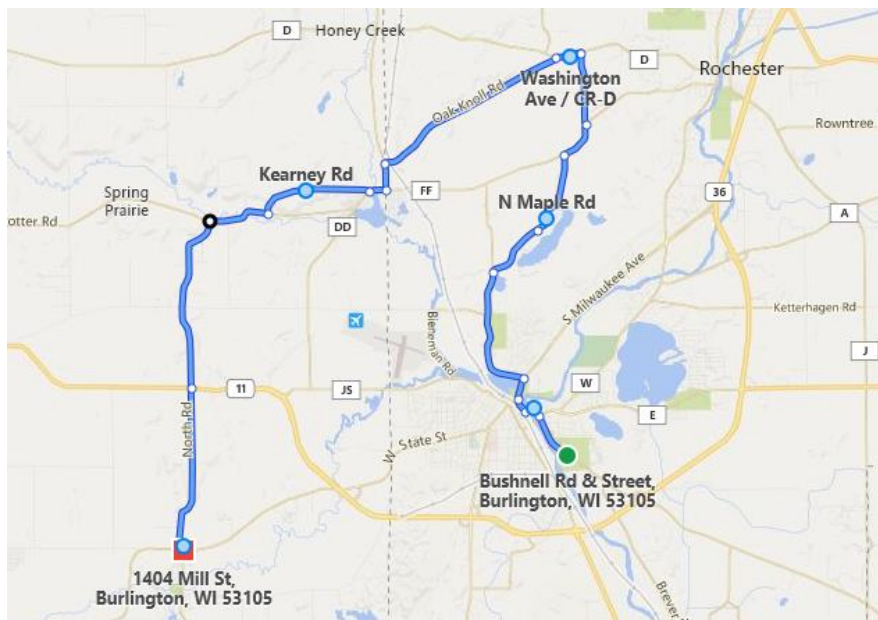 D
Honey Creek
Washington
Ave / CR-D
D
Rochester
Oak Knoll Rd
Rowntree
Kearney Rd
Spring
Prairie
FF
N Maple Rd
36
otter Rd
DD
A
S Milwaukee Ave
Ketterhagen Rd
Bieneman Rd
J
11
JS
W
E
North Rd
W State St
Bushnell Rd & Street,
Burlington, WI 53105
1404 Mill St,
Burlington, WI 53105
Brever